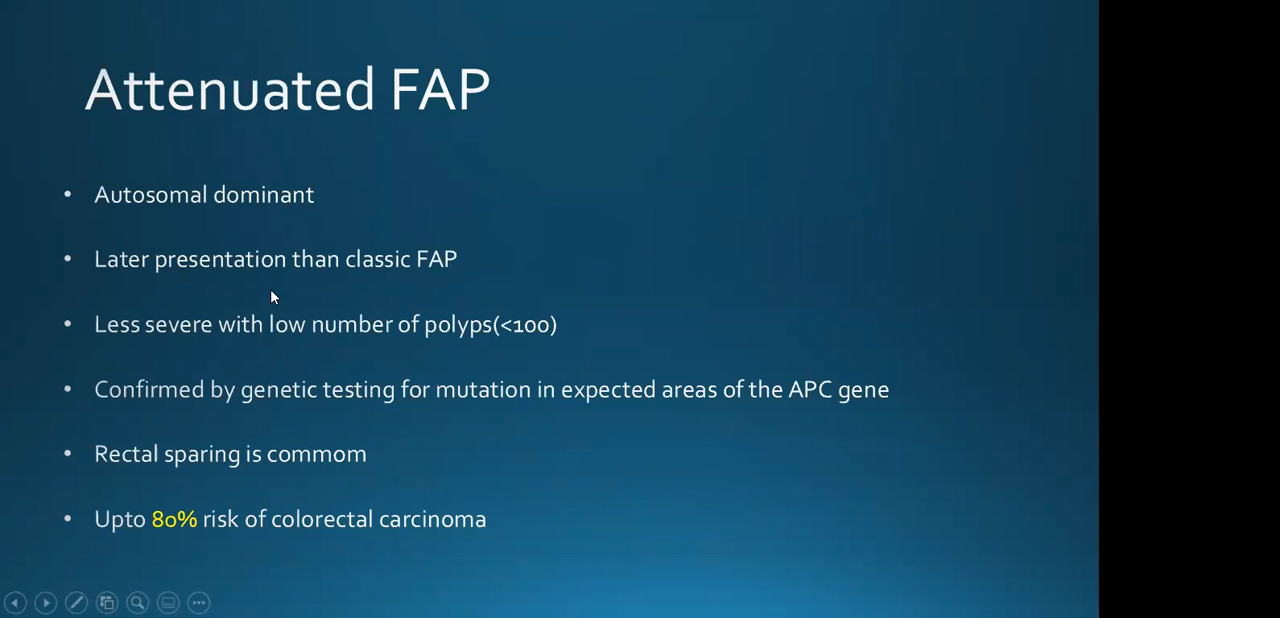 Attenuated FAP
• Autosomal dominant
• Later presentation than classic FAP
• Less severe with low number of polyps(<100)
• Confirmed by genetic testing for mutation in expected areas of the APC gene
• Rectal sparing is commom
• Upto 80% risk of colorectal carcinoma